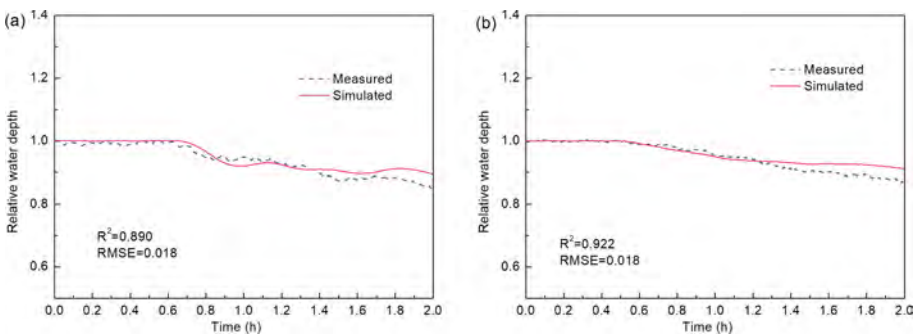 (a)
1.4
1.2
1.0
0.8
0.6
Relative water depth
Measured
Simulated
R²=0.890
RMSE=0.018
0.0 0.2 0.4 0.6 0.8 1.0 1.2 1.4 1.6 1.8 2.0
Time (h)
(b)
1.4
1.2
1.0
0.8
0.6
Relative water depth
Measured
Simulated
R²=0.922
RMSE=0.018
0.0 0.2 0.4 0.6 0.8 1.0 1.2 1.4 1.6 1.8 2.0
Time (h)